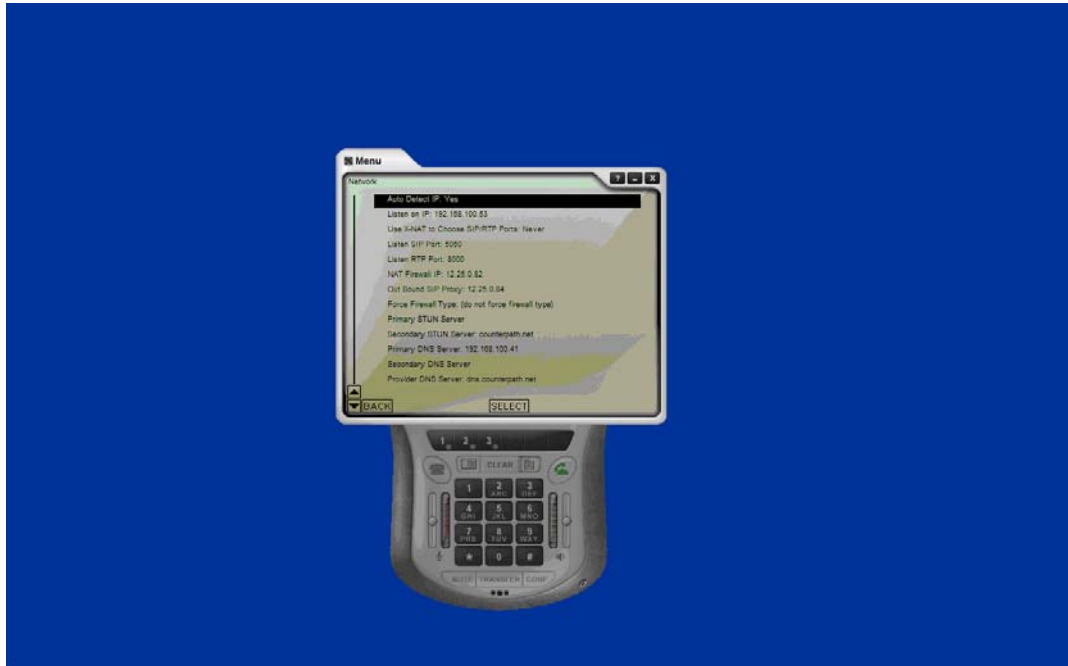 Menu
? - X
Network
Auto Detect IP: Yes
Listen on IP: 192.168.100.53
Use X-NAT to Choose SIP/RTP Ports: Never
Listen SIP Port: 5060
Listen RTP Port: 8000
NAT Firewall IP: 12.25.0.82
Out Bound SIP Proxy: 12.25.0.84
Force Firewall Type: (do not force firewall type)
Primary STUN Server
Secondary STUN Server: counterpath.net
Primary DNS Server: 192.168.100.41
Secondary DNS Server
Provider DNS Server: dns.counterpath.net
BACK SELECT
1 2 3
CLEAR
1 2 ABC 3 DEF
4 GHI 5 JKL 6 MNO
7 PRS 8 TUV 9 WXY
* 0 #
MUTE TRANSFER CONF